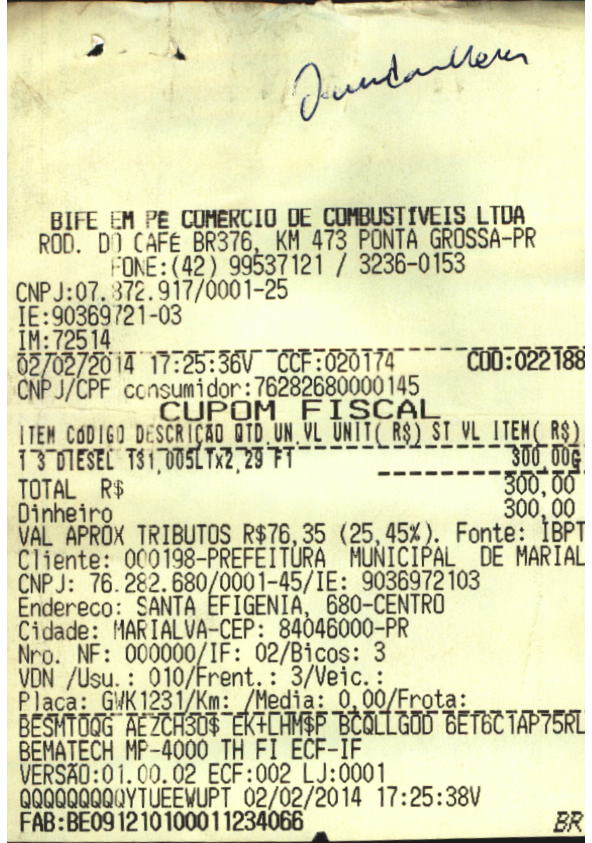 BIFE EM PE COMERCIO DE COMBUSTIVEIS LTDA
ROD. DO CAFÉ BR376, KM 473 PONTA GROSSA-PR
FONE:(42) 99537121 / 3236-0153
CNPJ:07.872.917/0001-25
IE:90369721-03
IM:72514
02/02/2014 17:25:36V CCF:020174 COO:022188
CNPJ/CPF consumidor:76282680000145
CUPOM FISCAL
ITEM CÓDIGO DESCRIÇÃO QTD.UN.VL UNIT( R$) ST VL ITEM( R$)
1 3 DIESEL 131,005LTx2,29 F1 300,00G
TOTAL R$ 300,00
Dinheiro 300,00
VAL APROX TRIBUTOS R$76,35 (25,45%). Fonte: IBPT
Cliente: 000198-PREFEITURA MUNICIPAL DE MARIAL
CNPJ: 76.282.680/0001-45/IE: 9036972103
Endereco: SANTA EFIGENIA, 680-CENTRO
Cidade: MARIALVA-CEP: 84046000-PR
Nro. NF: 000000/IF: 02/Bicos: 3
VDN /Usu.: 010/Frent.: 3/Veic.:
Placa: GWK1231/Km: /Media: 0,00/Frota:
BESMTOQG AEZCH3O$ EK+LHM$P BCQLLGOD 6ET6C1AP75RL
BEMATECH MP-4000 TH FI ECF-IF
VERSÃO:01.00.02 ECF:002 LJ:0001
QQQQQQQQQYTUEEWUPT 02/02/2014 17:25:38V
FAB:BE091210100011234066 BR